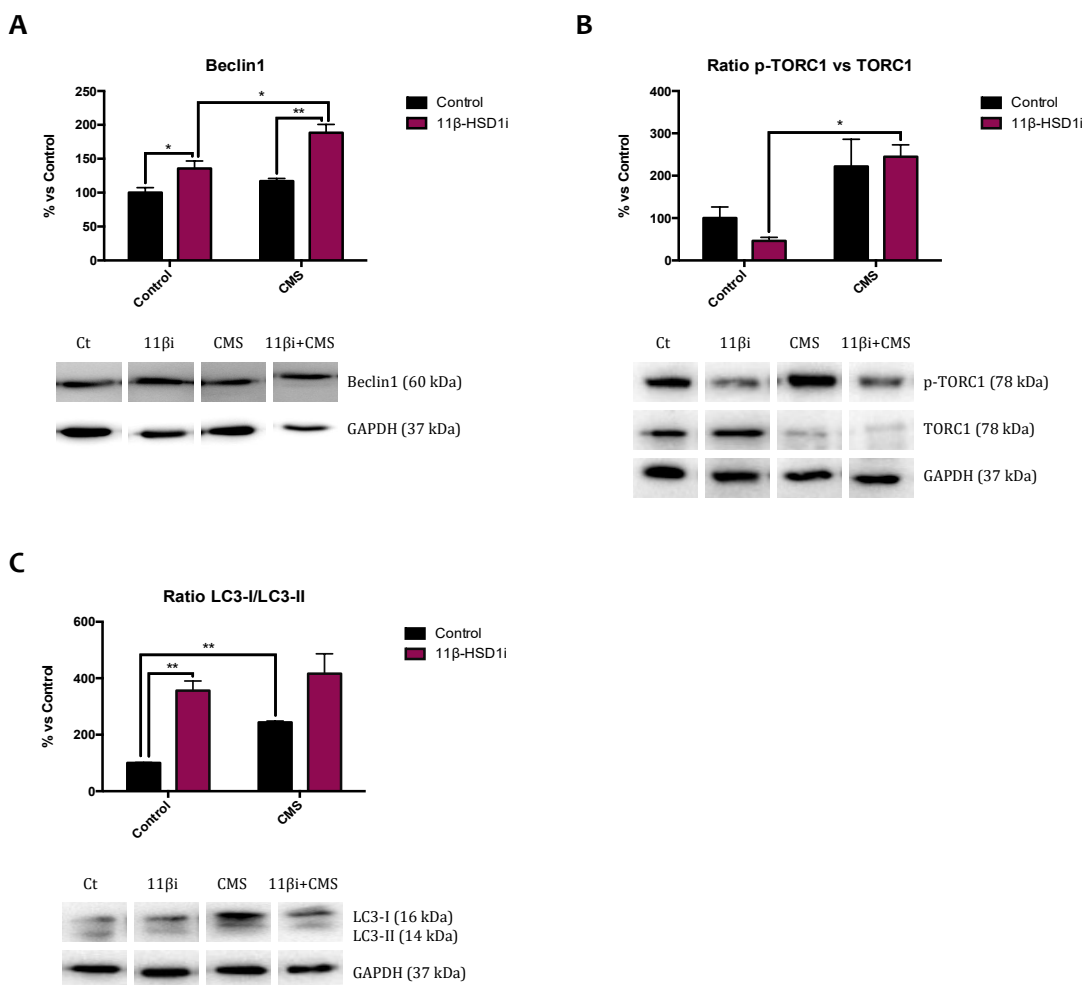 A
Beclin1
250
200
150
100
50
0
% vs Control
*
*
**
Control
CMS
Control
11β-HSD1i
Ct 11βi CMS 11βi+CMS
Beclin1 (60 kDa)
GAPDH (37 kDa)
B
Ratio p-TORC1 vs TORC1
400
300
200
100
0
% vs Control
*
Control
CMS
Control
11β-HSD1i
Ct 11βi CMS 11βi+CMS
p-TORC1 (78 kDa)
TORC1 (78 kDa)
GAPDH (37 kDa)
C
Ratio LC3-I/LC3-II
600
400
200
0
% vs Control
**
**
Control
CMS
Control
11β-HSD1i
Ct 11βi CMS 11βi+CMS
LC3-I (16 kDa)
LC3-II (14 kDa)
GAPDH (37 kDa)